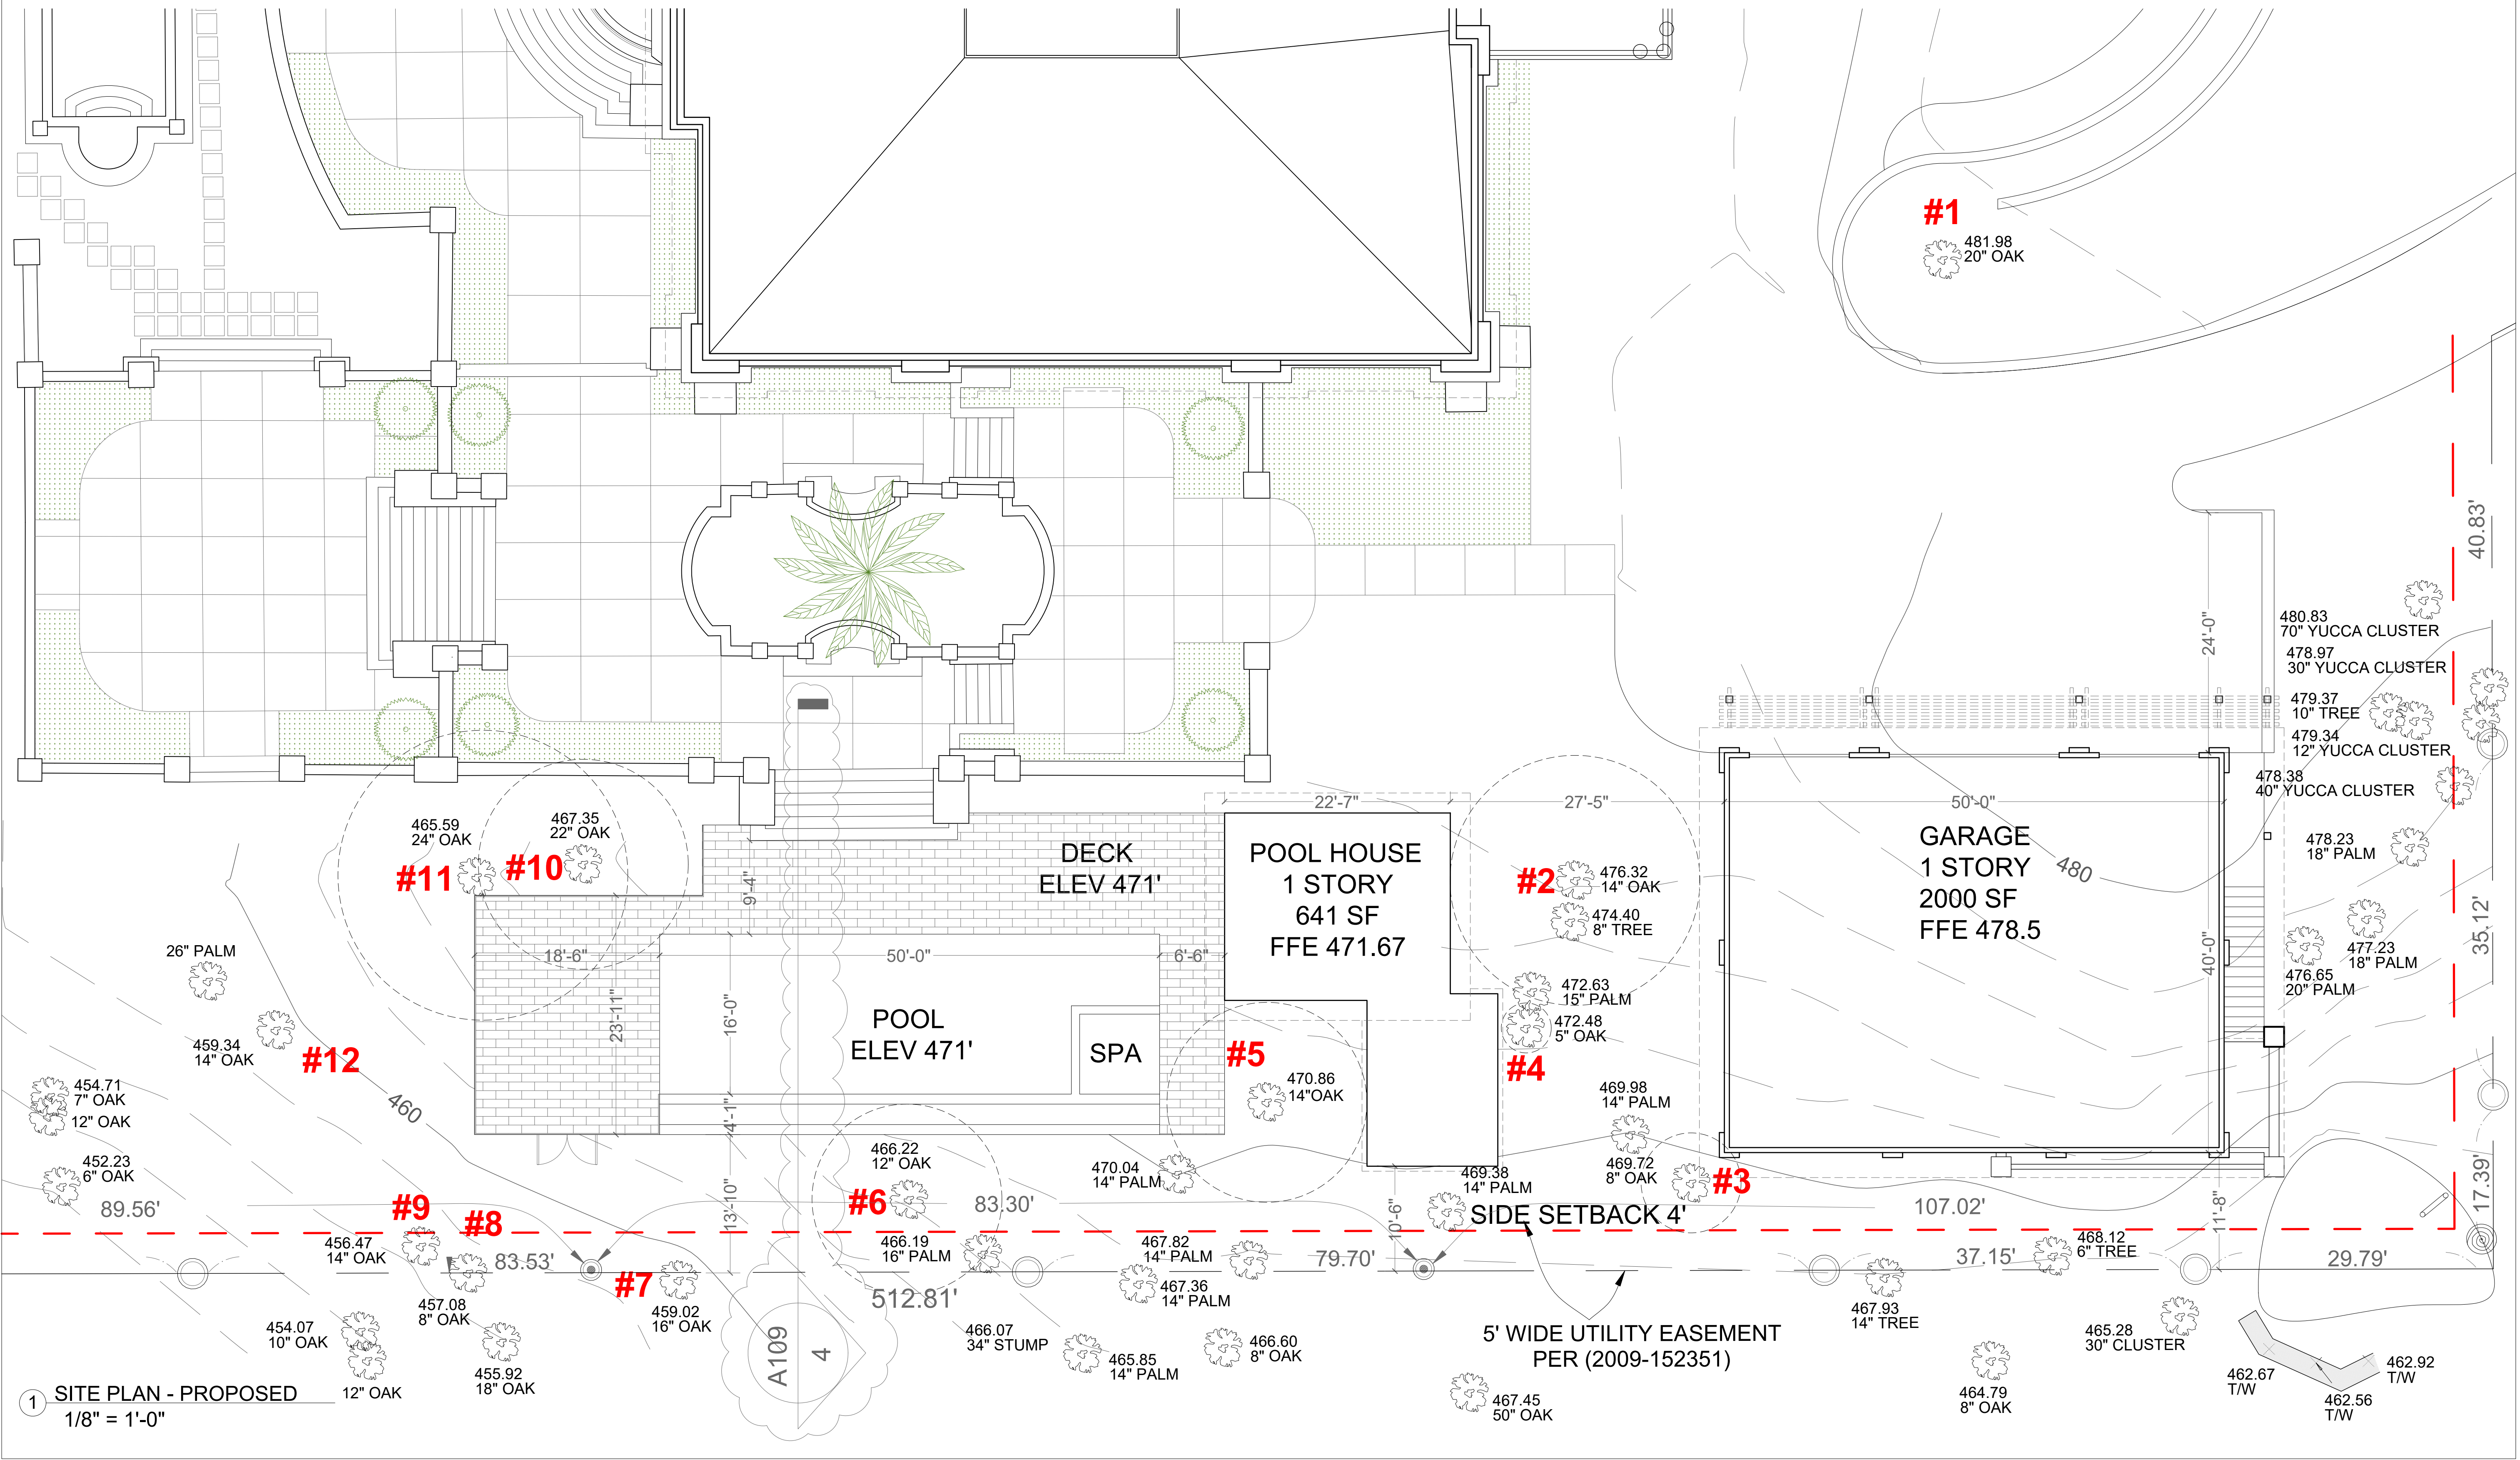 #1
481.98
20" OAK
40.83'
480.83
70" YUCCA CLUSTER
478.97
30" YUCCA CLUSTER
479.37
10" TREE
479.34
12" YUCCA CLUSTER
478.38
40" YUCCA CLUSTER
478.23
18" PALM
477.23
18" PALM
476.65
20" PALM
35.12'
17.39'
24'-0"
22'-7"
27'-5"
50'-0"
GARAGE
1 STORY
2000 SF
FFE 478.5
480
40'-0"
POOL HOUSE
1 STORY
641 SF
FFE 471.67
DECK
ELEV 471'
#2
476.32
14" OAK
474.40
8" TREE
472.63
15" PALM
472.48
5" OAK
#4
465.59
24" OAK
#11
467.35
22" OAK
#10
9'-4"
18'-6"
50'-0"
6'-6"
23'-11"
16'-0"
POOL
ELEV 471'
SPA
#5
470.86
14"OAK
26" PALM
459.34
14" OAK
#12
460
454.71
7" OAK
12" OAK
452.23
6" OAK
89.56'
4'-1"
13'-10"
466.22
12" OAK
#6
83.30'
470.04
14" PALM
469.98
14" PALM
469.72
8" OAK
#3
469.38
14" PALM
10'-6"
SIDE SETBACK 4'
107.02'
11'-8"
#9
#8
456.47
14" OAK
83.53'
457.08
8" OAK
#7
459.02
16" OAK
466.19
16" PALM
467.82
14" PALM
467.36
14" PALM
79.70'
468.12
6" TREE
37.15'
29.79'
512.81'
467.93
14" TREE
454.07
10" OAK
12" OAK
455.92
18" OAK
466.07
34" STUMP
465.85
14" PALM
466.60
8" OAK
5' WIDE UTILITY EASEMENT
PER (2009-152351)
467.45
50" OAK
465.28
30" CLUSTER
464.79
8" OAK
462.67
T/W
462.92
T/W
462.56
T/W
A109
4
1 SITE PLAN - PROPOSED
1/8" = 1'-0"